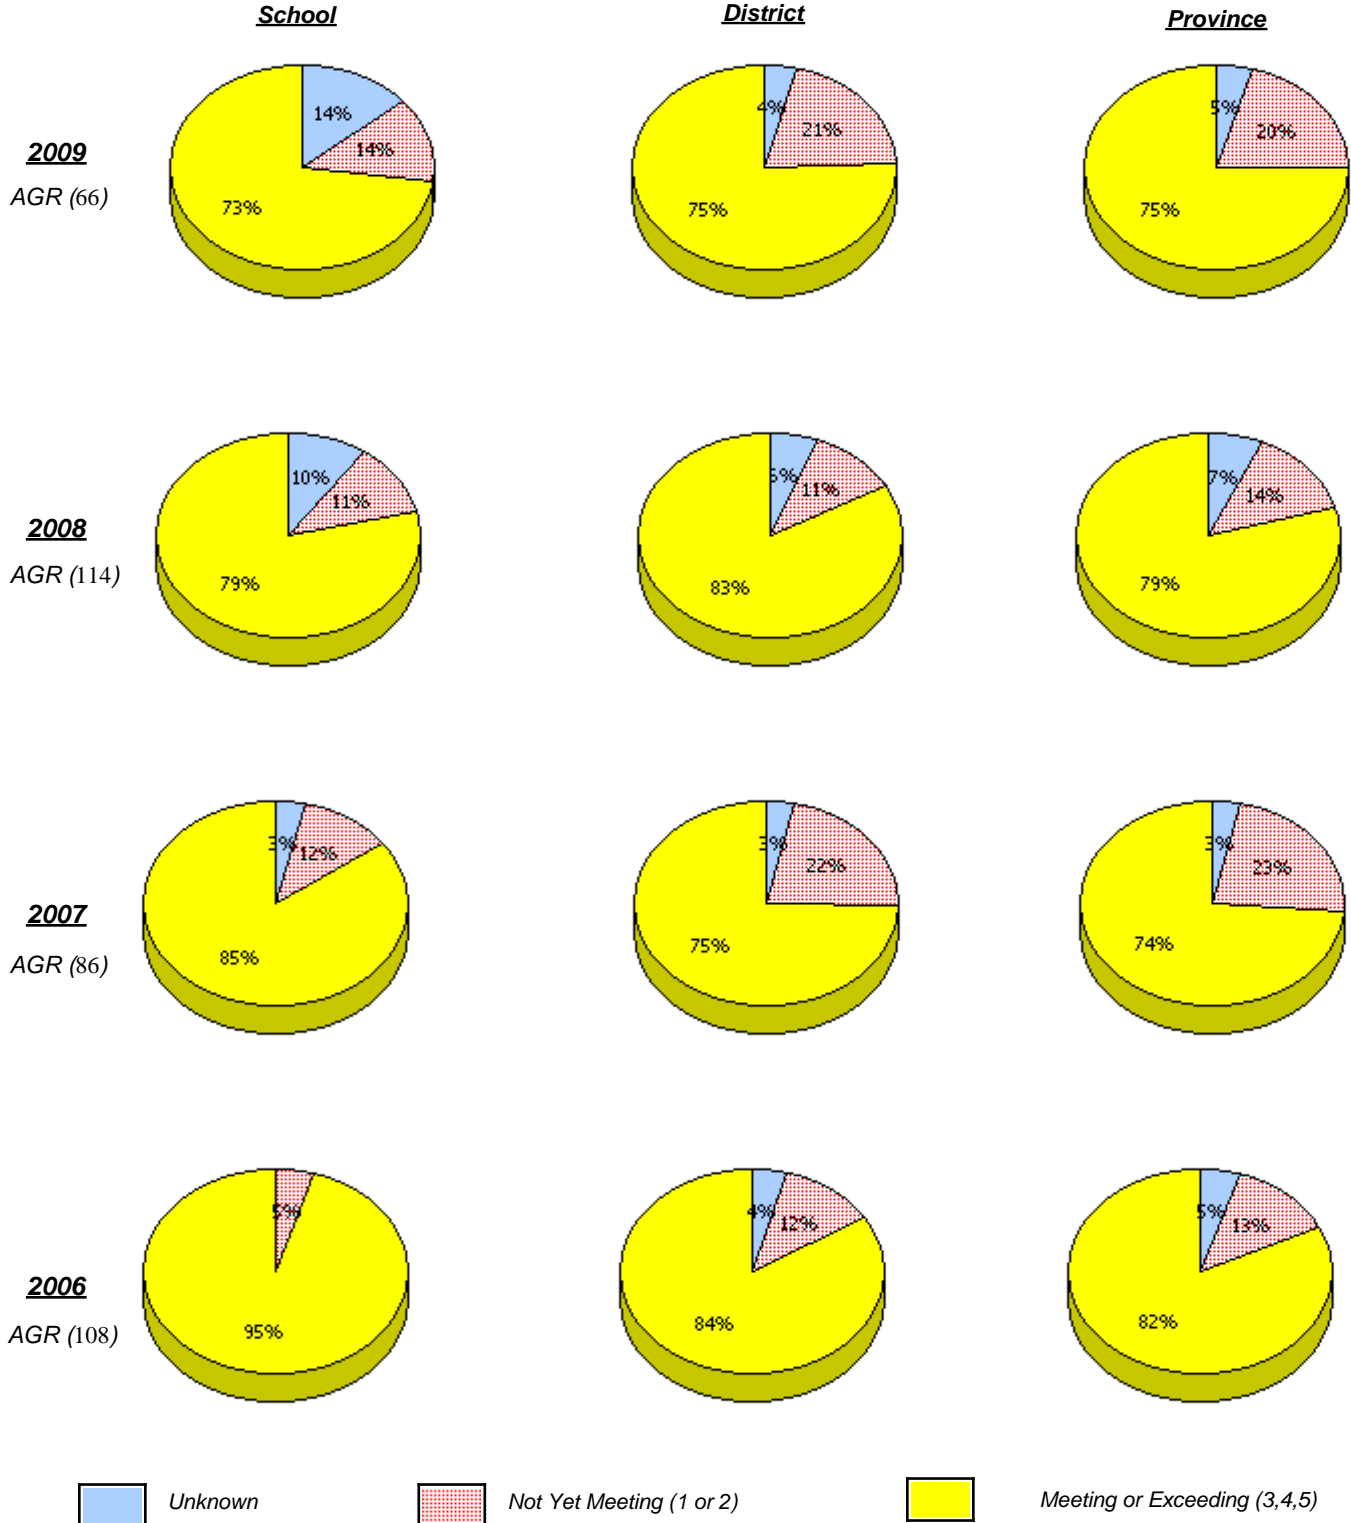 School District Province
14% 4% 5%
14% 21% 20%
2009
AGR (66)
73% 75% 75%
10% 7%
11% 11% 14%
2008
AGR (114)
79% 83% 79%
3% 3% 3%
12% 22% 23%
2007
AGR (86)
85% 75% 74%
5% 4% 5%
12% 13%
2006
AGR (108)
95% 84% 82%
Unknown Not Yet Meeting (1 or 2) Meeting or Exceeding (3,4,5)